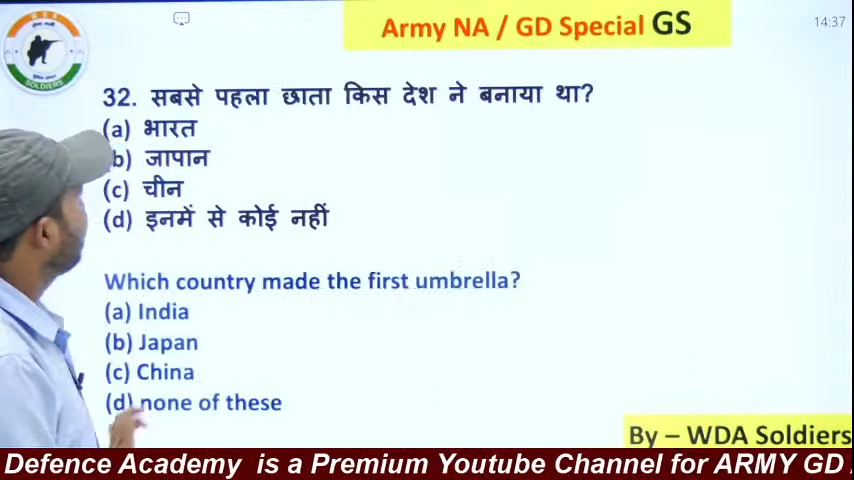 Army NA / GD Special GS
14:37
SOLDIERS
32. सबसे पहला छाता किस देश ने बनाया था?
(a) भारत
b) जापान
(c) चीन
(d) इनमें से कोई नहीं
Which country made the first umbrella?
(a) India
(b) Japan
(c) China
(d) none of these
By – WDA Soldiers
Defence Academy is a Premium Youtube Channel for ARMY GD